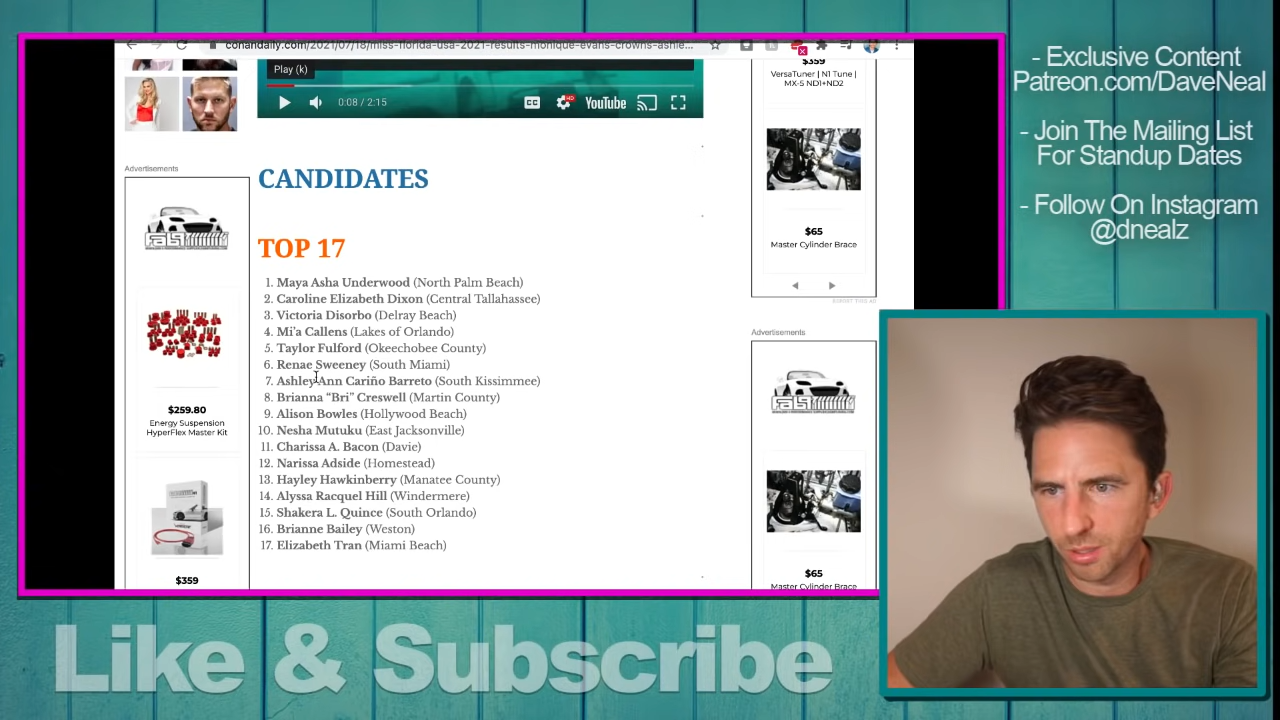 conandaily.com/2021/07/18/miss-florida-usa-2021-results-monique-evans-crowns-ashle...
Play (k)
0:08 / 2:15
CC
HD
YouTube
Advertisements
$259.80
Energy Suspension
HyperFlex Master Kit
$359
CANDIDATES
TOP 17
1. Maya Asha Underwood (North Palm Beach)
2. Caroline Elizabeth Dixon (Central Tallahassee)
3. Victoria Disorbo (Delray Beach)
4. Mi'a Callens (Lakes of Orlando)
5. Taylor Fulford (Okeechobee County)
6. Renae Sweeney (South Miami)
7. Ashley Ann Cariño Barreto (South Kissimmee)
8. Brianna “Bri” Creswell (Martin County)
9. Alison Bowles (Hollywood Beach)
10. Nesha Mutuku (East Jacksonville)
11. Charissa A. Bacon (Davie)
12. Narissa Adside (Homestead)
13. Hayley Hawkinberry (Manatee County)
14. Alyssa Racquel Hill (Windermere)
15. Shakera L. Quince (South Orlando)
16. Brianne Bailey (Weston)
17. Elizabeth Tran (Miami Beach)
$359
VersaTuner | N1 Tune |
MX-5 ND1+ND2
$65
Master Cylinder Brace
Advertisements
$65
Master Cylinder Brace
- Exclusive Content
Patreon.com/DaveNeal
- Join The Mailing List
For Standup Dates
- Follow On Instagram
@dnealz
Like & Subscribe